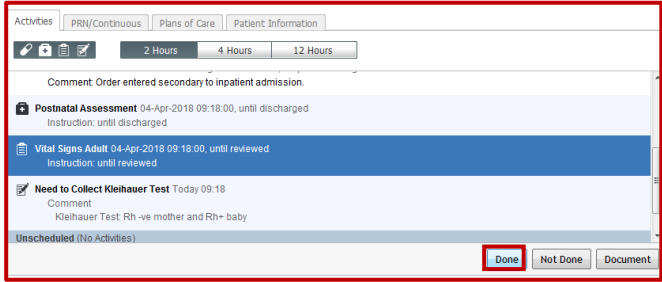 Activities PRN/Continuous Plans of Care Patient Information
2 Hours 4 Hours 12 Hours
Comment: Order entered secondary to inpatient admission.
Postnatal Assessment 04-Apr-2018 09:18:00, until discharged
Instruction: until discharged
Vital Signs Adult 04-Apr-2018 09:18:00, until reviewed
Instruction: until reviewed
Need to Collect Kleihauer Test Today 09:18
Comment
Kleihauer Test: Rh -ve mother and Rh+ baby
Unscheduled (No Activities)
Done Not Done Document